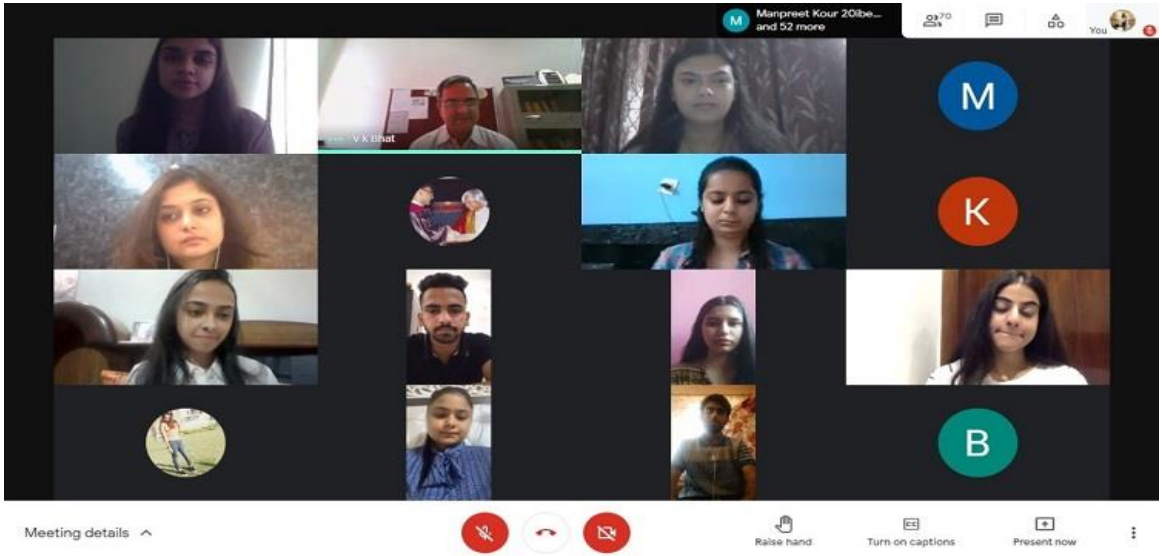 M Manpreet Kour 20ibe...
and 52 more
70
You
V k Bhat
M
K
B
Meeting details
Raise hand
Turn on captions
Present now